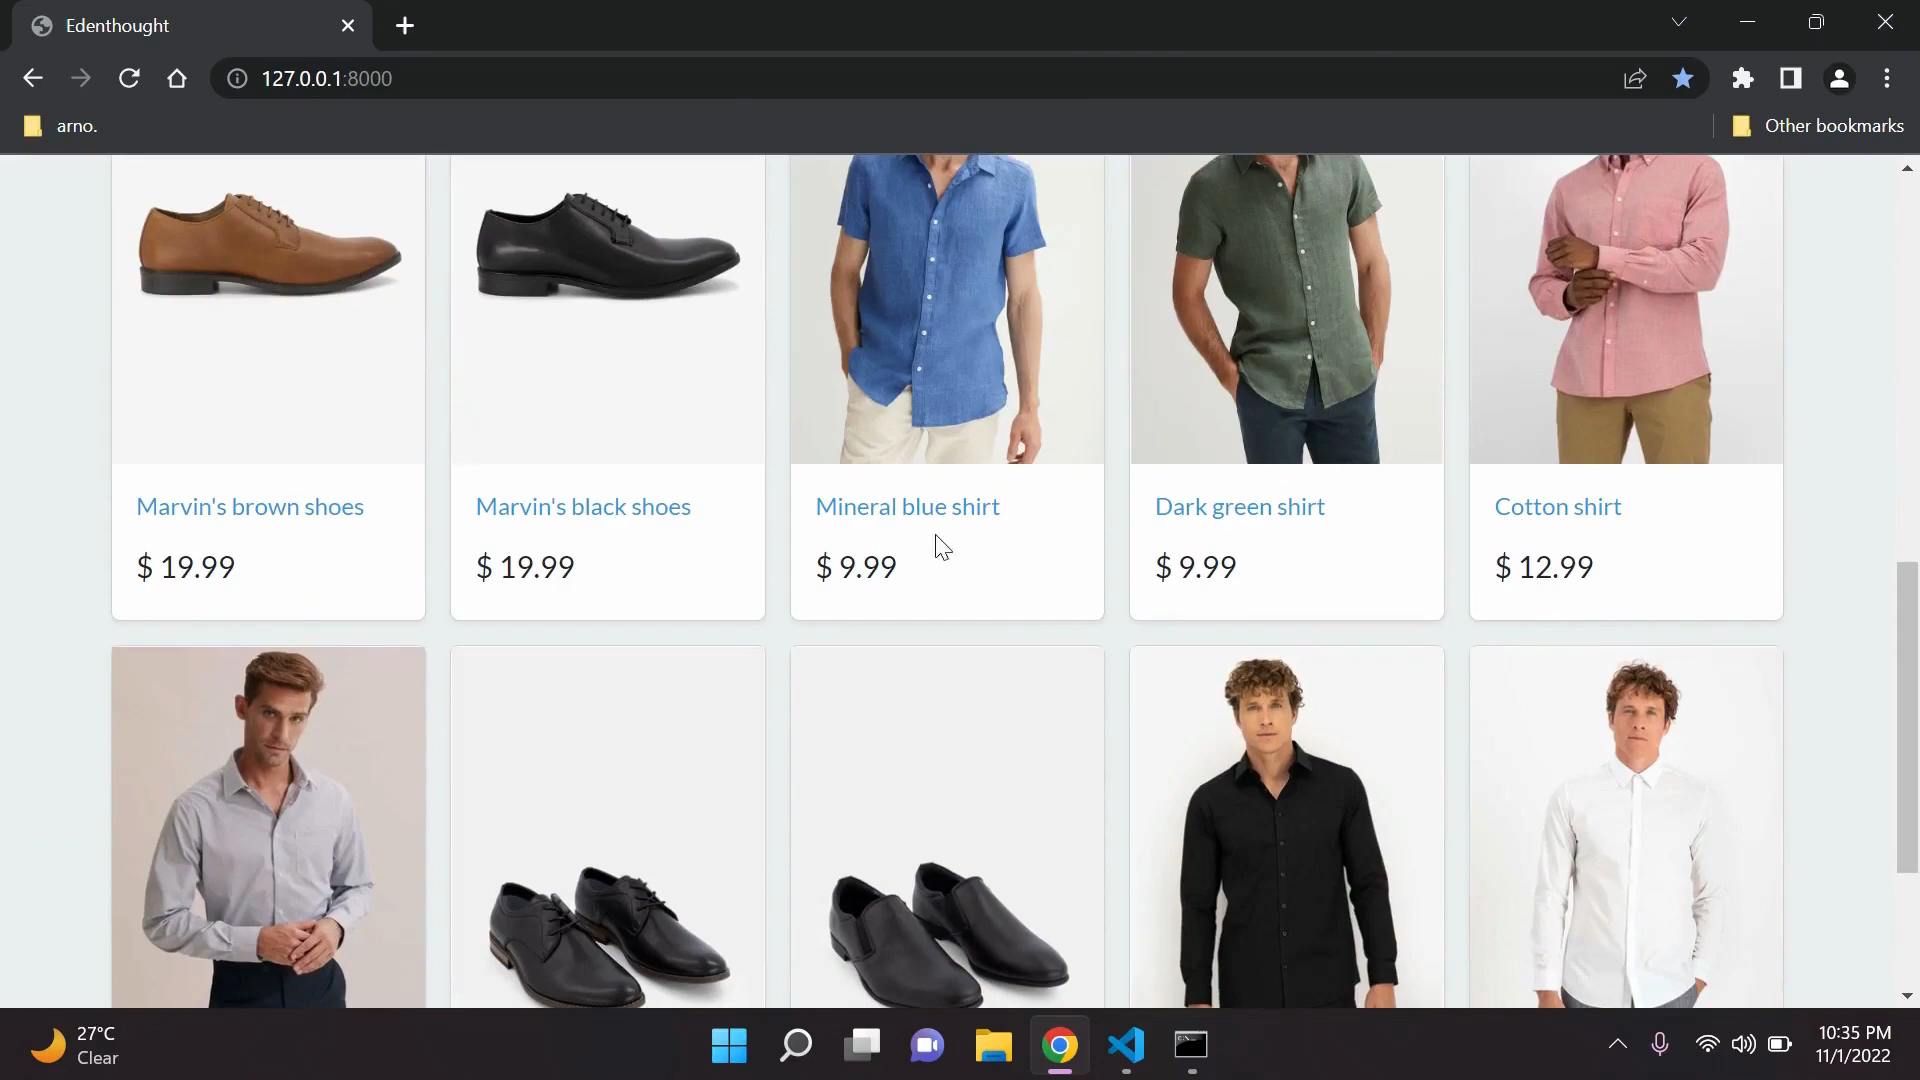 Edenthought
127.0.0.1:8000
arno.
Other bookmarks
Marvin's brown shoes
Marvin's black shoes
Mineral blue shirt
Dark green shirt
Cotton shirt
$ 19.99
$ 19.99
$ 9.99
$ 9.99
$ 12.99
27°C
Clear
10:35 PM
11/1/2022